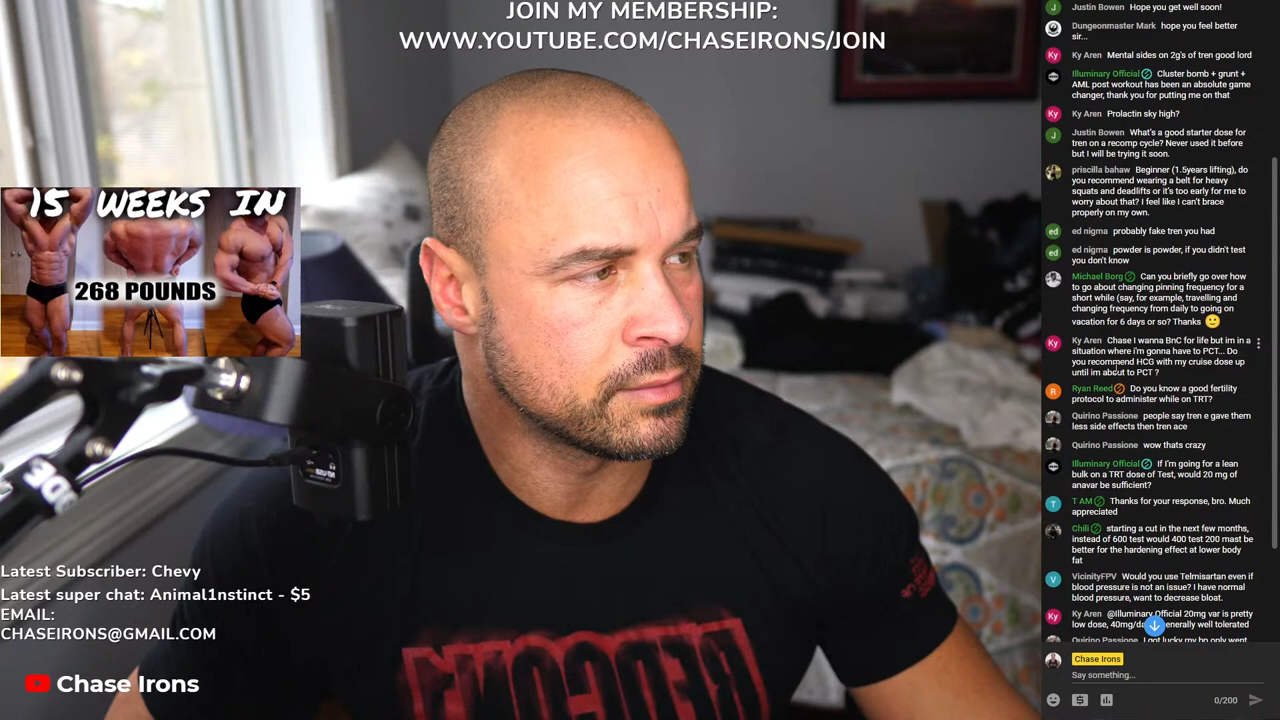 JOIN MY MEMBERSHIP:
WWW.YOUTUBE.COM/CHASEIRONS/JOIN
15 WEEKS IN
268 POUNDS
Latest Subscriber: Chevy
Latest super chat: Animal1nstinct - $5
EMAIL:
CHASEIRONS@GMAIL.COM
Chase Irons
REDCON1
J Justin Bowen Hope you get well soon!
Dungeonmaster Mark hope you feel better
sir...
Ky Ky Aren Mental sides on 2g's of tren good lord
Illuminary Official Cluster bomb + grunt +
AML post workout has been an absolute game
changer, thank you for putting me on that
Ky Ky Aren Prolactin sky high?
J Justin Bowen What's a good starter dose for
tren on a recomp cycle? Never used it before
but I will be trying it soon.
priscilla bahaw Beginner (1.5years lifting), do
you recommend wearing a belt for heavy
squats and deadlifts or it's too early for me to
worry about that? I feel like I can't brace
properly on my own.
ed ed nigma probably fake tren you had
ed ed nigma powder is powder, if you didn't test
you don't know
Michael Borg Can you briefly go over how
to go about changing pinning frequency for a
short while (say, for example, travelling and
changing frequency from daily to going on
vacation for 6 days or so? Thanks 🙂
Ky Ky Aren Chase I wanna BnC for life but im in a
situation where i'm gonna have to PCT... Do
you recommend HCG with my cruise dose up
until im about to PCT ?
R Ryan Reed Do you know a good fertility
protocol to administer while on TRT?
Quirino Passione people say tren e gave them
less side effects then tren ace
Quirino Passione wow thats crazy
Illuminary Official If I'm going for a lean
bulk on a TRT dose of Test, would 20 mg of
anavar be sufficient?
T T AM Thanks for your response, bro. Much
appreciated
Chili starting a cut in the next few months,
instead of 600 test would 400 test 200 mast be
better for the hardening effect at lower body
fat
V VicinityFPV Would you use Telmisartan even if
blood pressure is not an issue? I have normal
blood pressure, want to decrease bloat.
Ky Ky Aren @Illuminary Official 20mg var is pretty
low dose, 40mg/da generally well tolerated
Quirino Passione I got lucky my bp only went
Chase Irons
Say something...
0/200